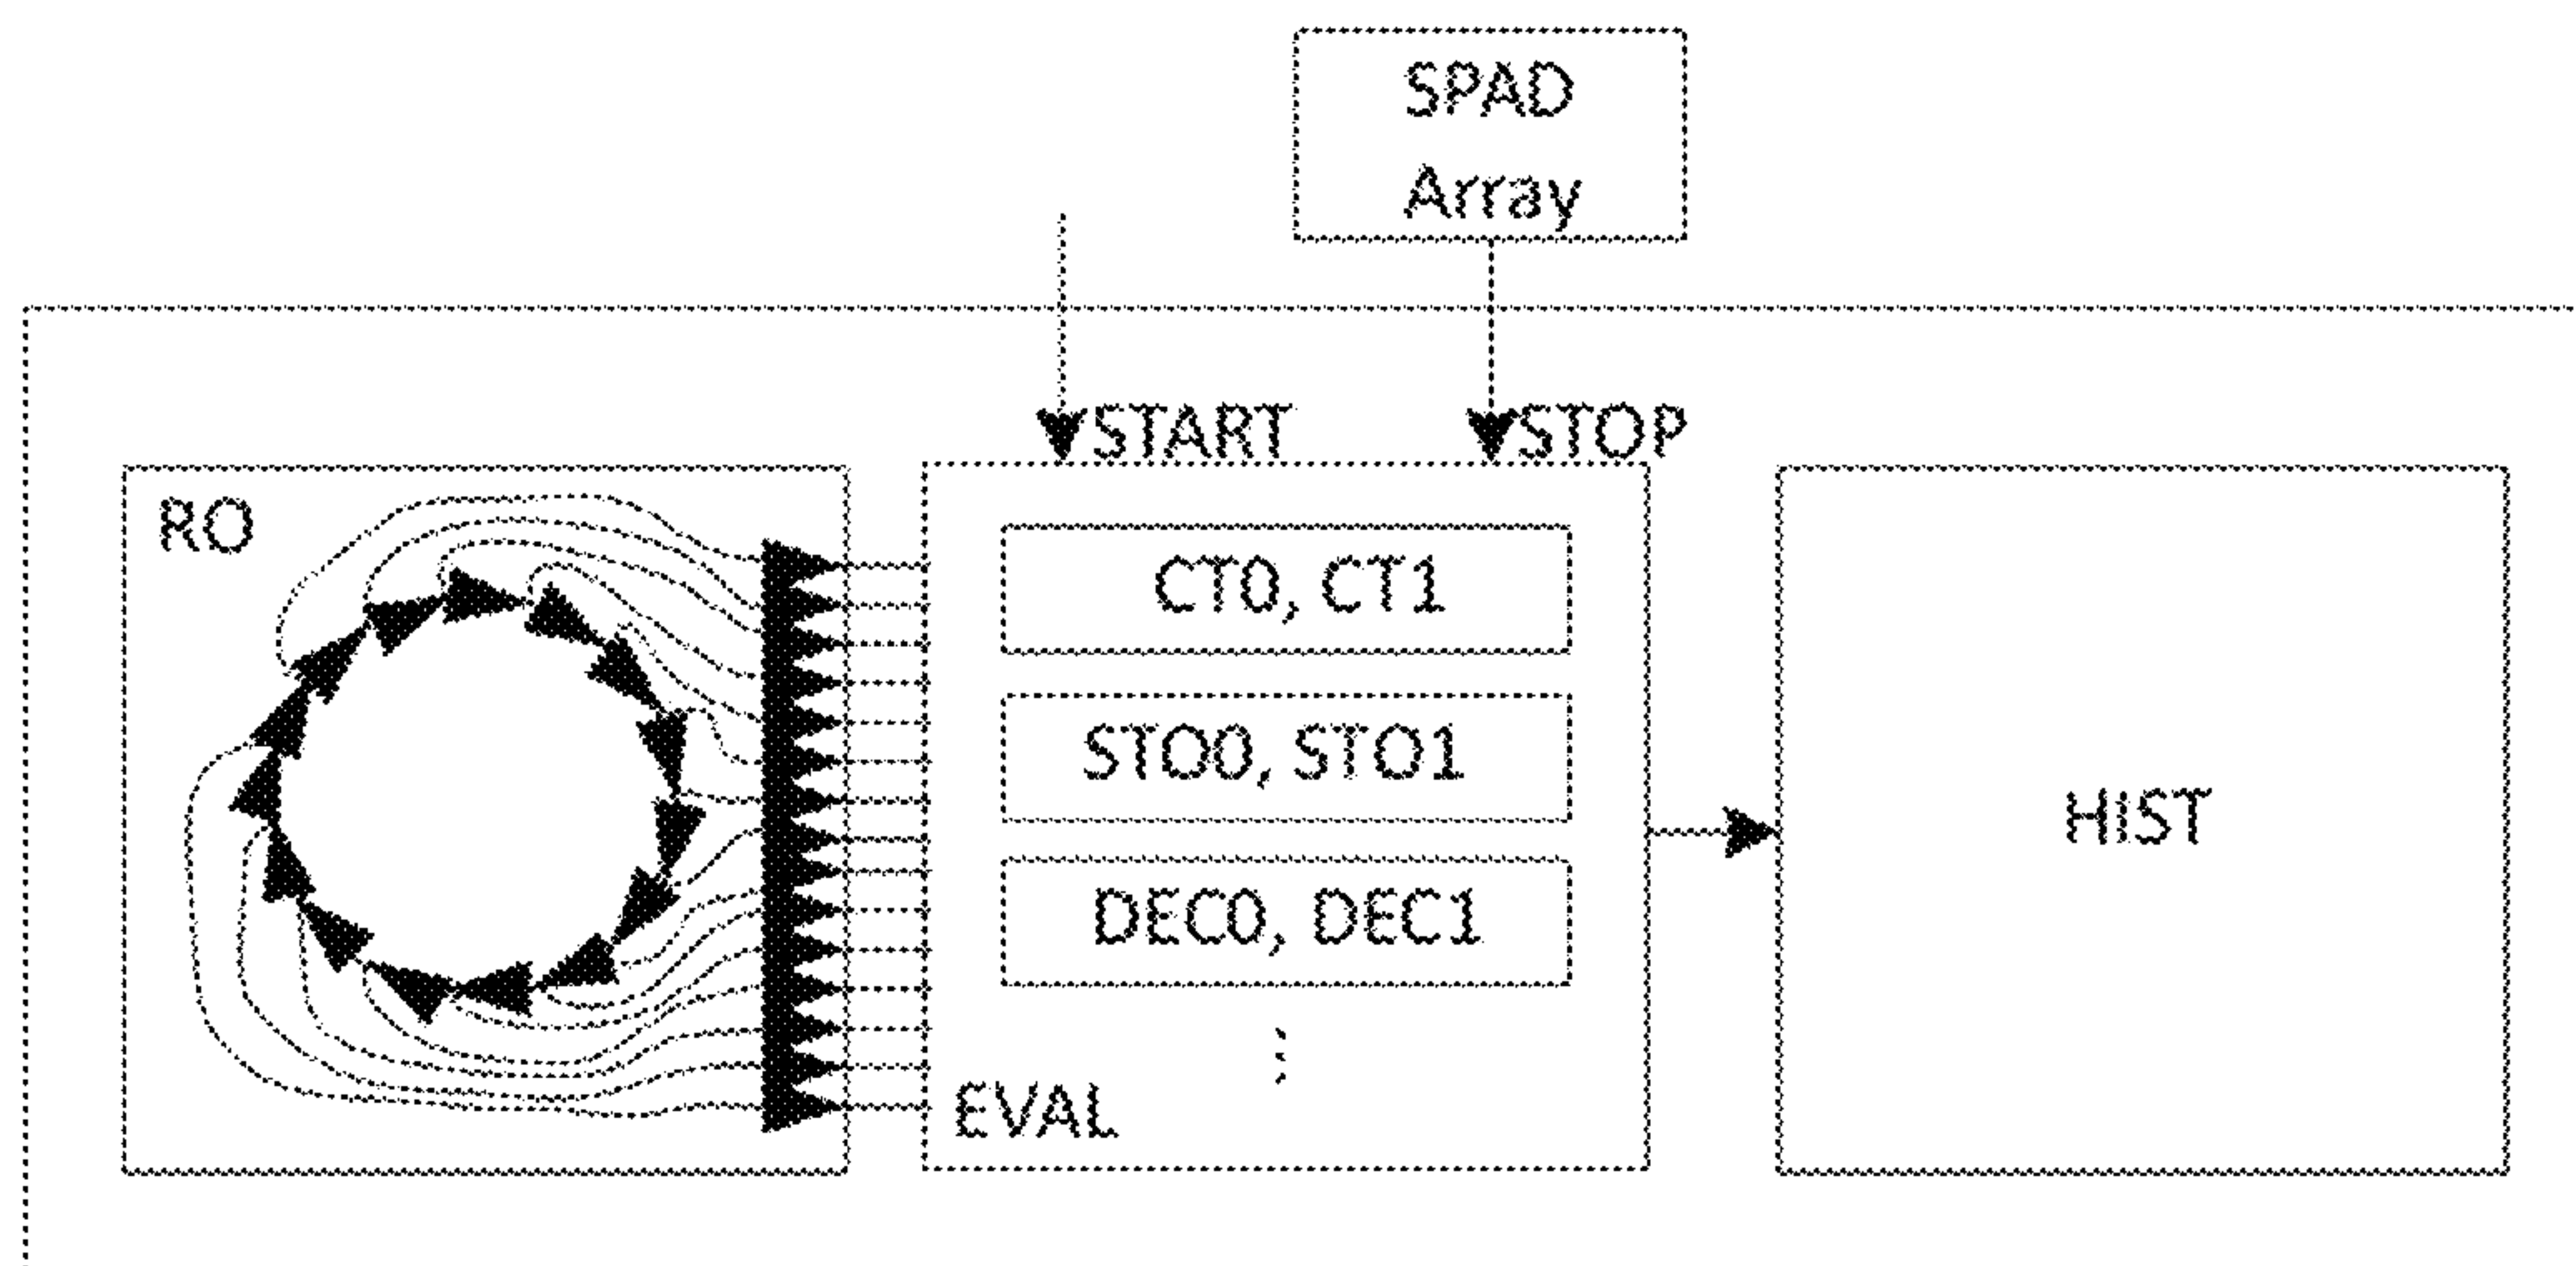 SPAD
Array
START
STOP
RO
CT0, CT1
STO0, STO1
DEC0, DEC1
⋮
EVAL
HIST